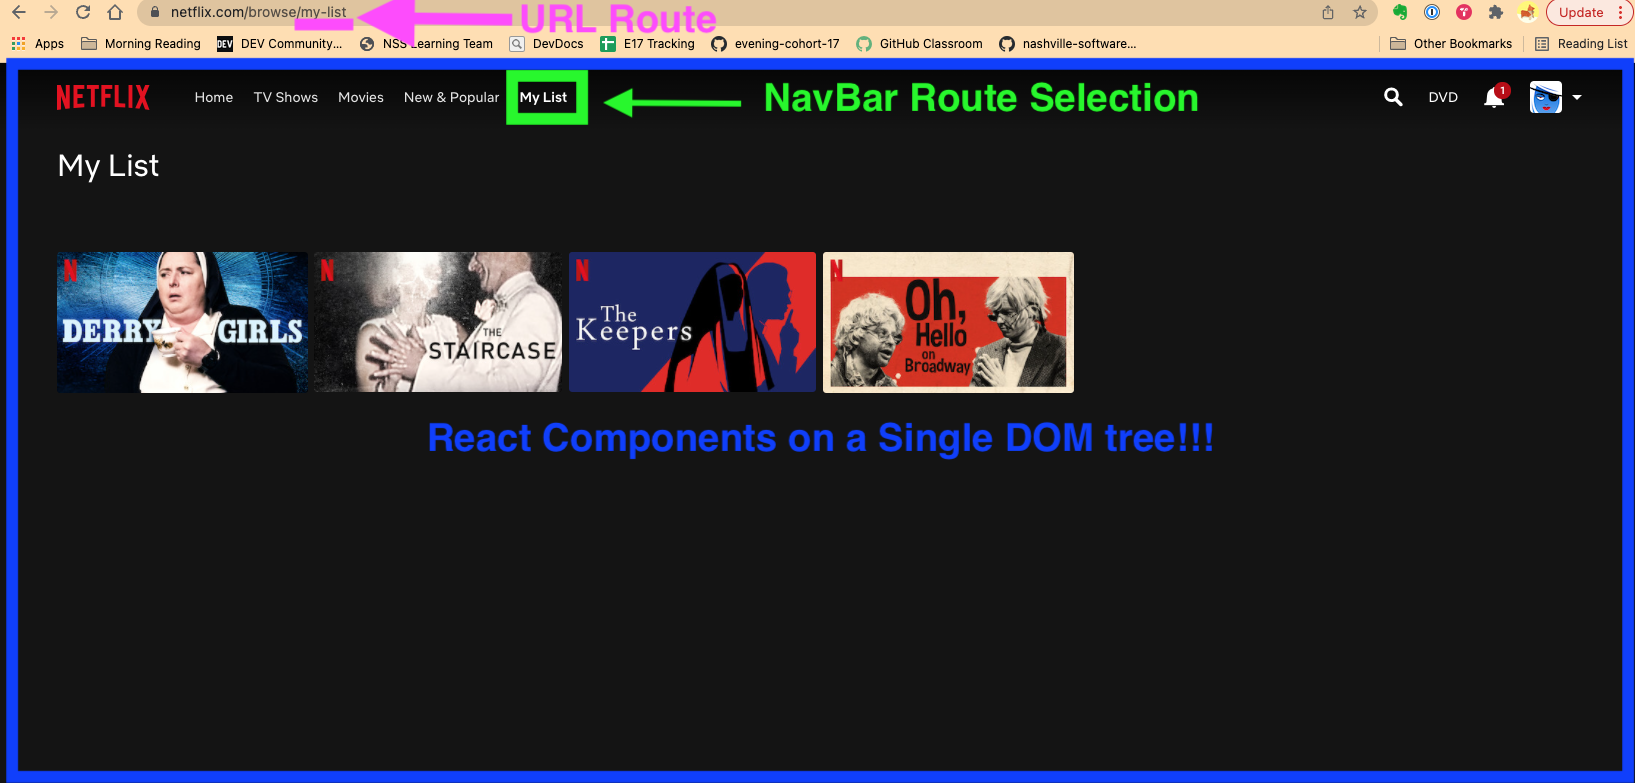 netflix.com/browse/my-list URL Route Update
Apps Morning Reading DEV DEV Community... NSS Learning Team DevDocs E17 Tracking evening-cohort-17 GitHub Classroom nashville-software... Other Bookmarks Reading List
NETFLIX Home TV Shows Movies New & Popular My List NavBar Route Selection DVD 1
My List
N DERRY GIRLS
N THE STAIRCASE
N The Keepers
N Oh, Hello on Broadway
React Components on a Single DOM tree!!!